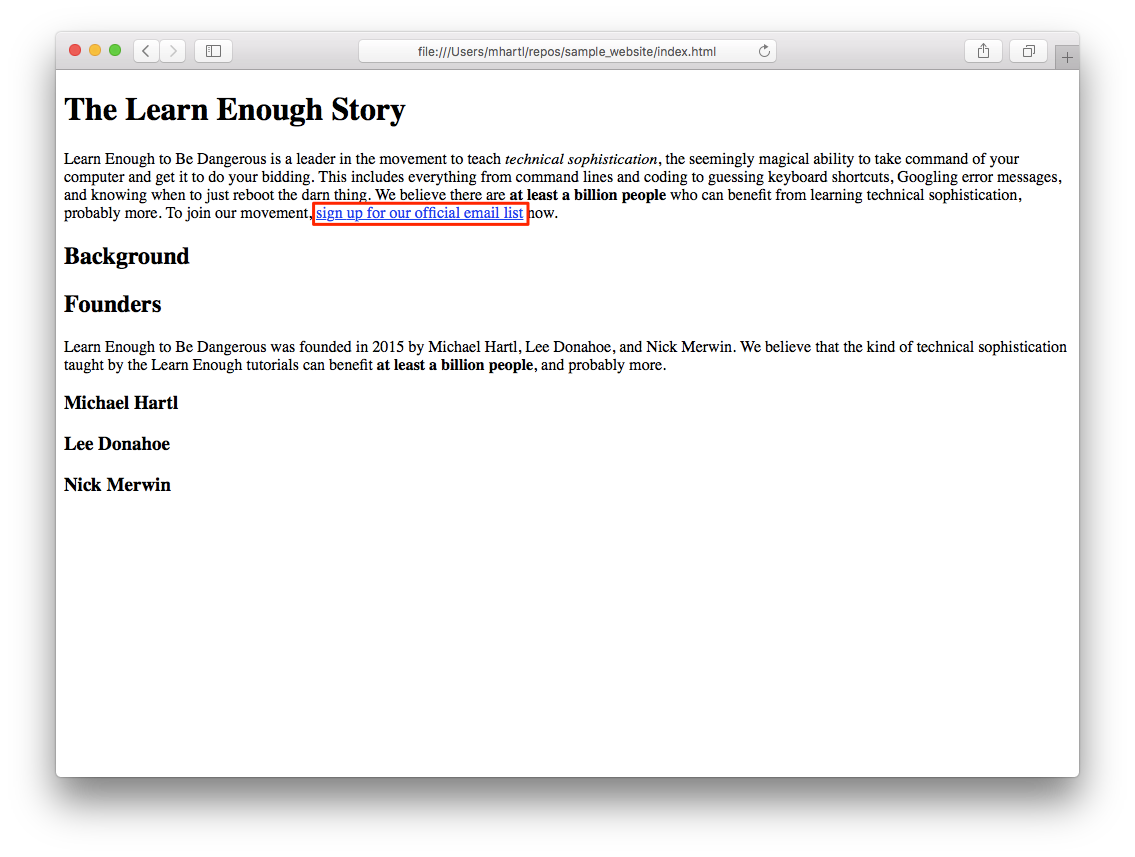 file:///Users/mhartl/repos/sample_website/index.html
The Learn Enough Story
Learn Enough to Be Dangerous is a leader in the movement to teach technical sophistication, the seemingly magical ability to take command of your
computer and get it to do your bidding. This includes everything from command lines and coding to guessing keyboard shortcuts, Googling error messages,
and knowing when to just reboot the darn thing. We believe there are at least a billion people who can benefit from learning technical sophistication,
probably more. To join our movement, sign up for our official email list now.
Background
Founders
Learn Enough to Be Dangerous was founded in 2015 by Michael Hartl, Lee Donahoe, and Nick Merwin. We believe that the kind of technical sophistication
taught by the Learn Enough tutorials can benefit at least a billion people, and probably more.
Michael Hartl
Lee Donahoe
Nick Merwin